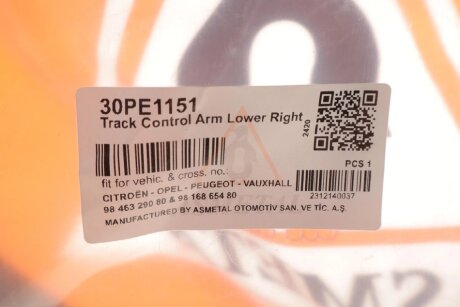 30PE1151
Track Control Arm Lower Right
2420
PCS 1
fit for vehic. & cross. no.:
CITROËN - OPEL - PEUGEOT - VAUXHALL
98 463 290 80 & 98 168 654 80
2312140037
MANUFACTURED BY ASMETAL OTOMOTİV SAN. VE TİC. A.Ş.